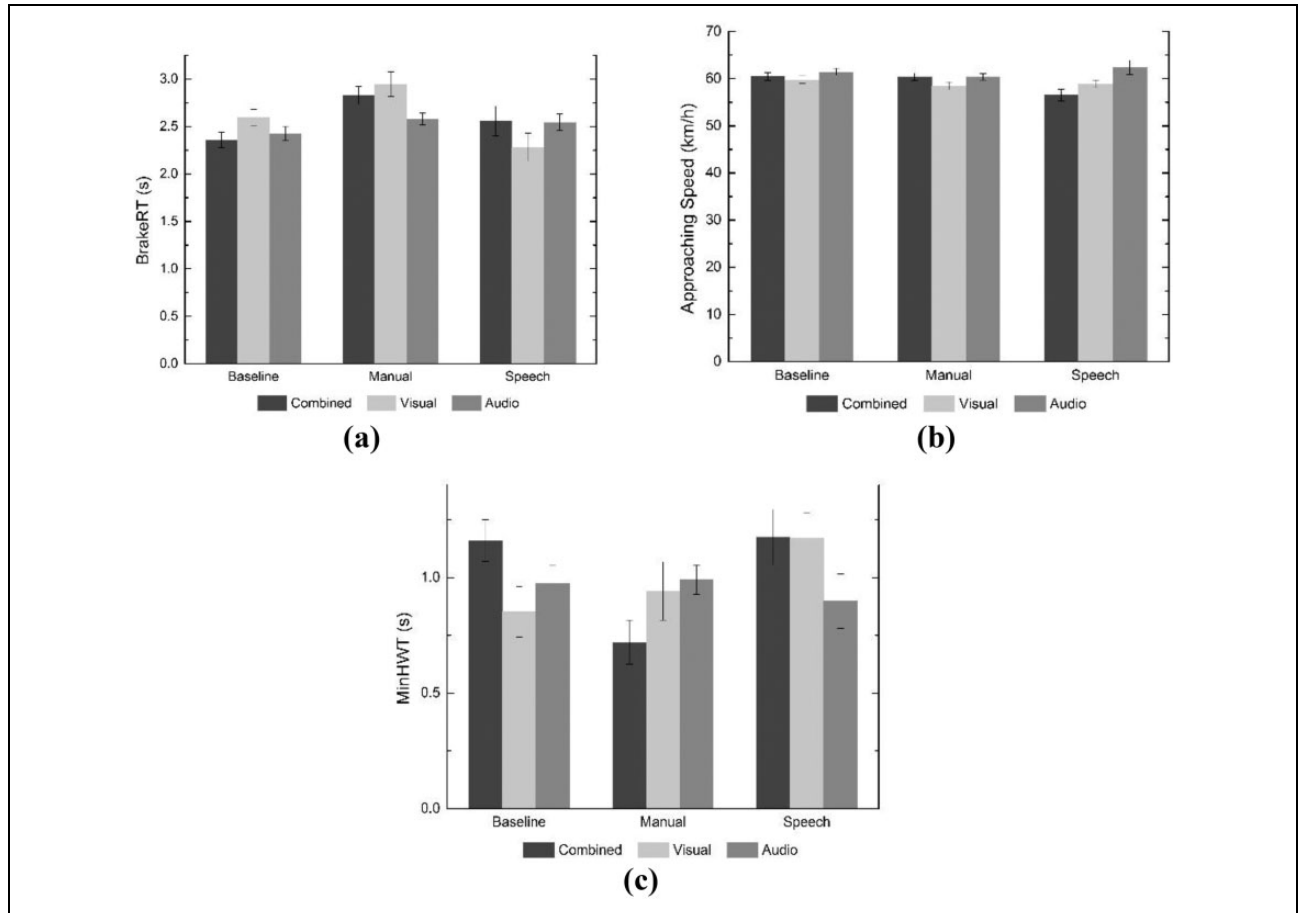 BrakeRT (s)
3.0
2.5
2.0
1.5
1.0
0.5
0.0
Baseline Manual Speech
Combined Visual Audio
(a)
Approaching Speed (km/h)
70
60
50
40
30
20
10
0
Baseline Manual Speech
Combined Visual Audio
(b)
MinHWT (s)
1.0
0.5
0.0
Baseline Manual Speech
Combined Visual Audio
(c)